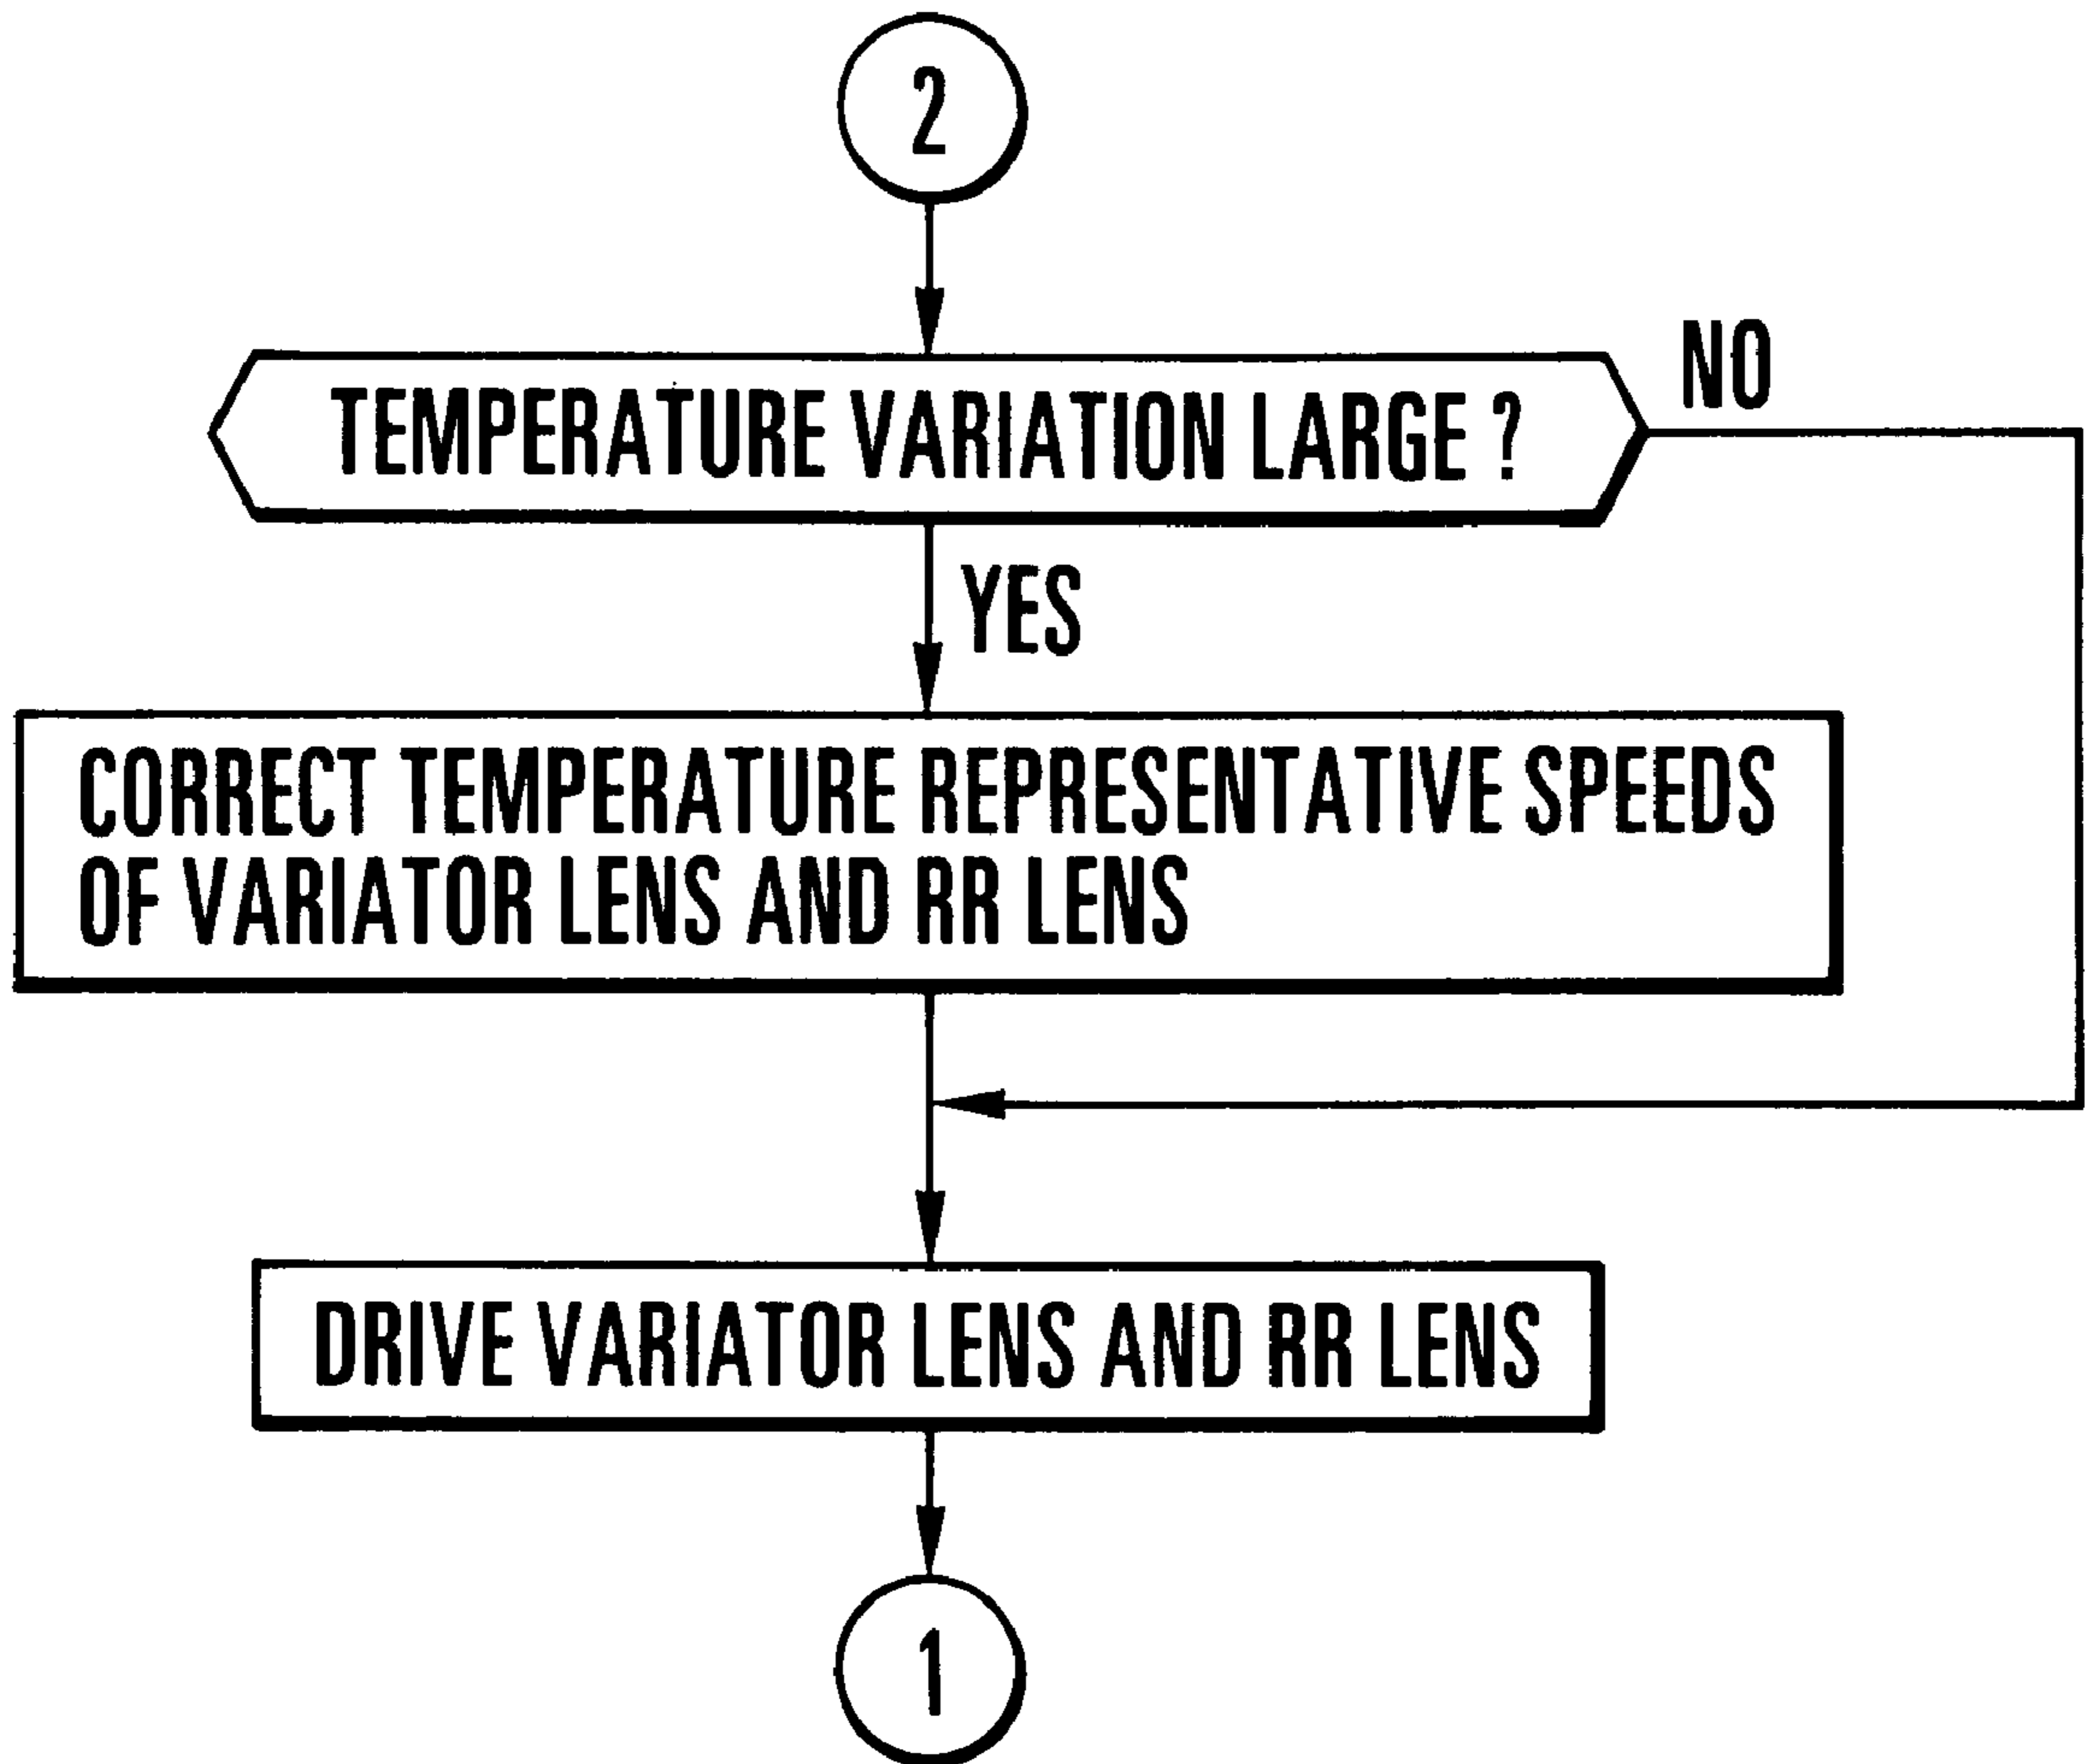 2
TEMPERATURE VARIATION LARGE ?
NO
YES
CORRECT TEMPERATURE REPRESENTATIVE SPEEDS
OF VARIATOR LENS AND RR LENS
DRIVE VARIATOR LENS AND RR LENS
1